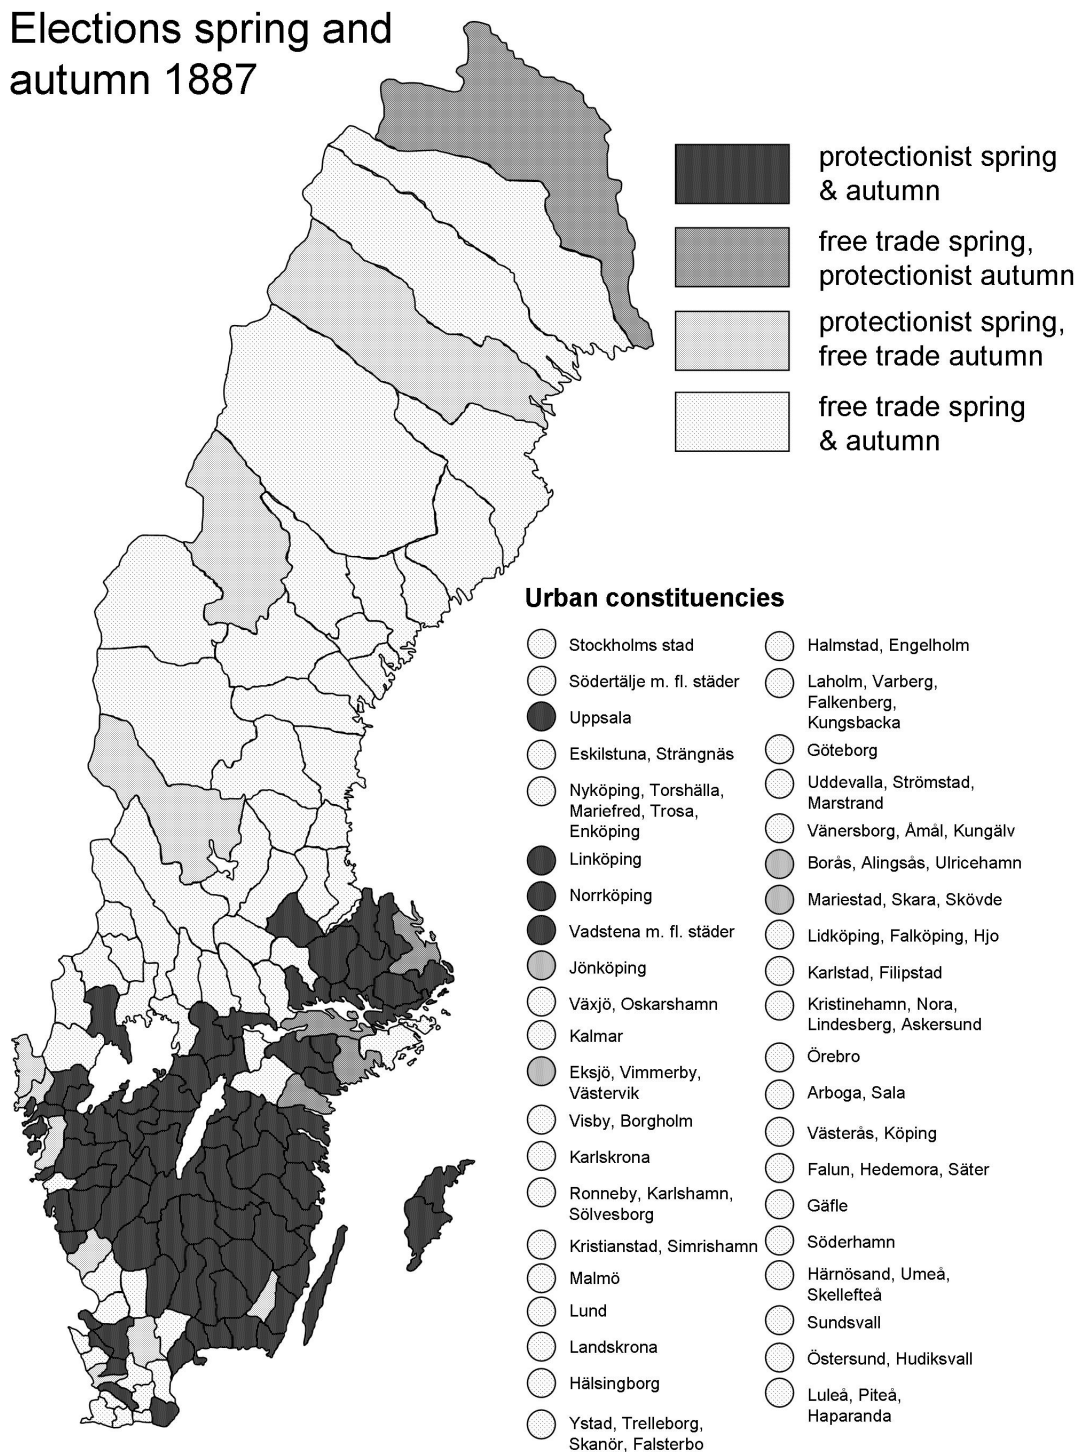 Elections spring and
autumn 1887
protectionist spring
& autumn
free trade spring,
protectionist autumn
protectionist spring,
free trade autumn
free trade spring
& autumn
Urban constituencies
Stockholms stad
Södertälje m. fl. städer
Uppsala
Eskilstuna, Strängnäs
Nyköping, Torshälla,
Mariefred, Trosa,
Enköping
Linköping
Norrköping
Vadstena m. fl. städer
Jönköping
Växjö, Oskarshamn
Kalmar
Eksjö, Vimmerby,
Västervik
Visby, Borgholm
Karlskrona
Ronneby, Karlshamn,
Sölvesborg
Kristianstad, Simrishamn
Malmö
Lund
Landskrona
Hälsingborg
Ystad, Trelleborg,
Skanör, Falsterbo
Halmstad, Engelholm
Laholm, Varberg,
Falkenberg,
Kungsbacka
Göteborg
Uddevalla, Strömstad,
Marstrand
Vänersborg, Åmål, Kungälv
Borås, Alingsås, Ulricehamn
Mariestad, Skara, Skövde
Lidköping, Falköping, Hjo
Karlstad, Filipstad
Kristinehamn, Nora,
Lindesberg, Askersund
Örebro
Arboga, Sala
Västerås, Köping
Falun, Hedemora, Säter
Gäfle
Söderhamn
Härnösand, Umeå,
Skellefteå
Sundsvall
Östersund, Hudiksvall
Luleå, Piteå,
Haparanda